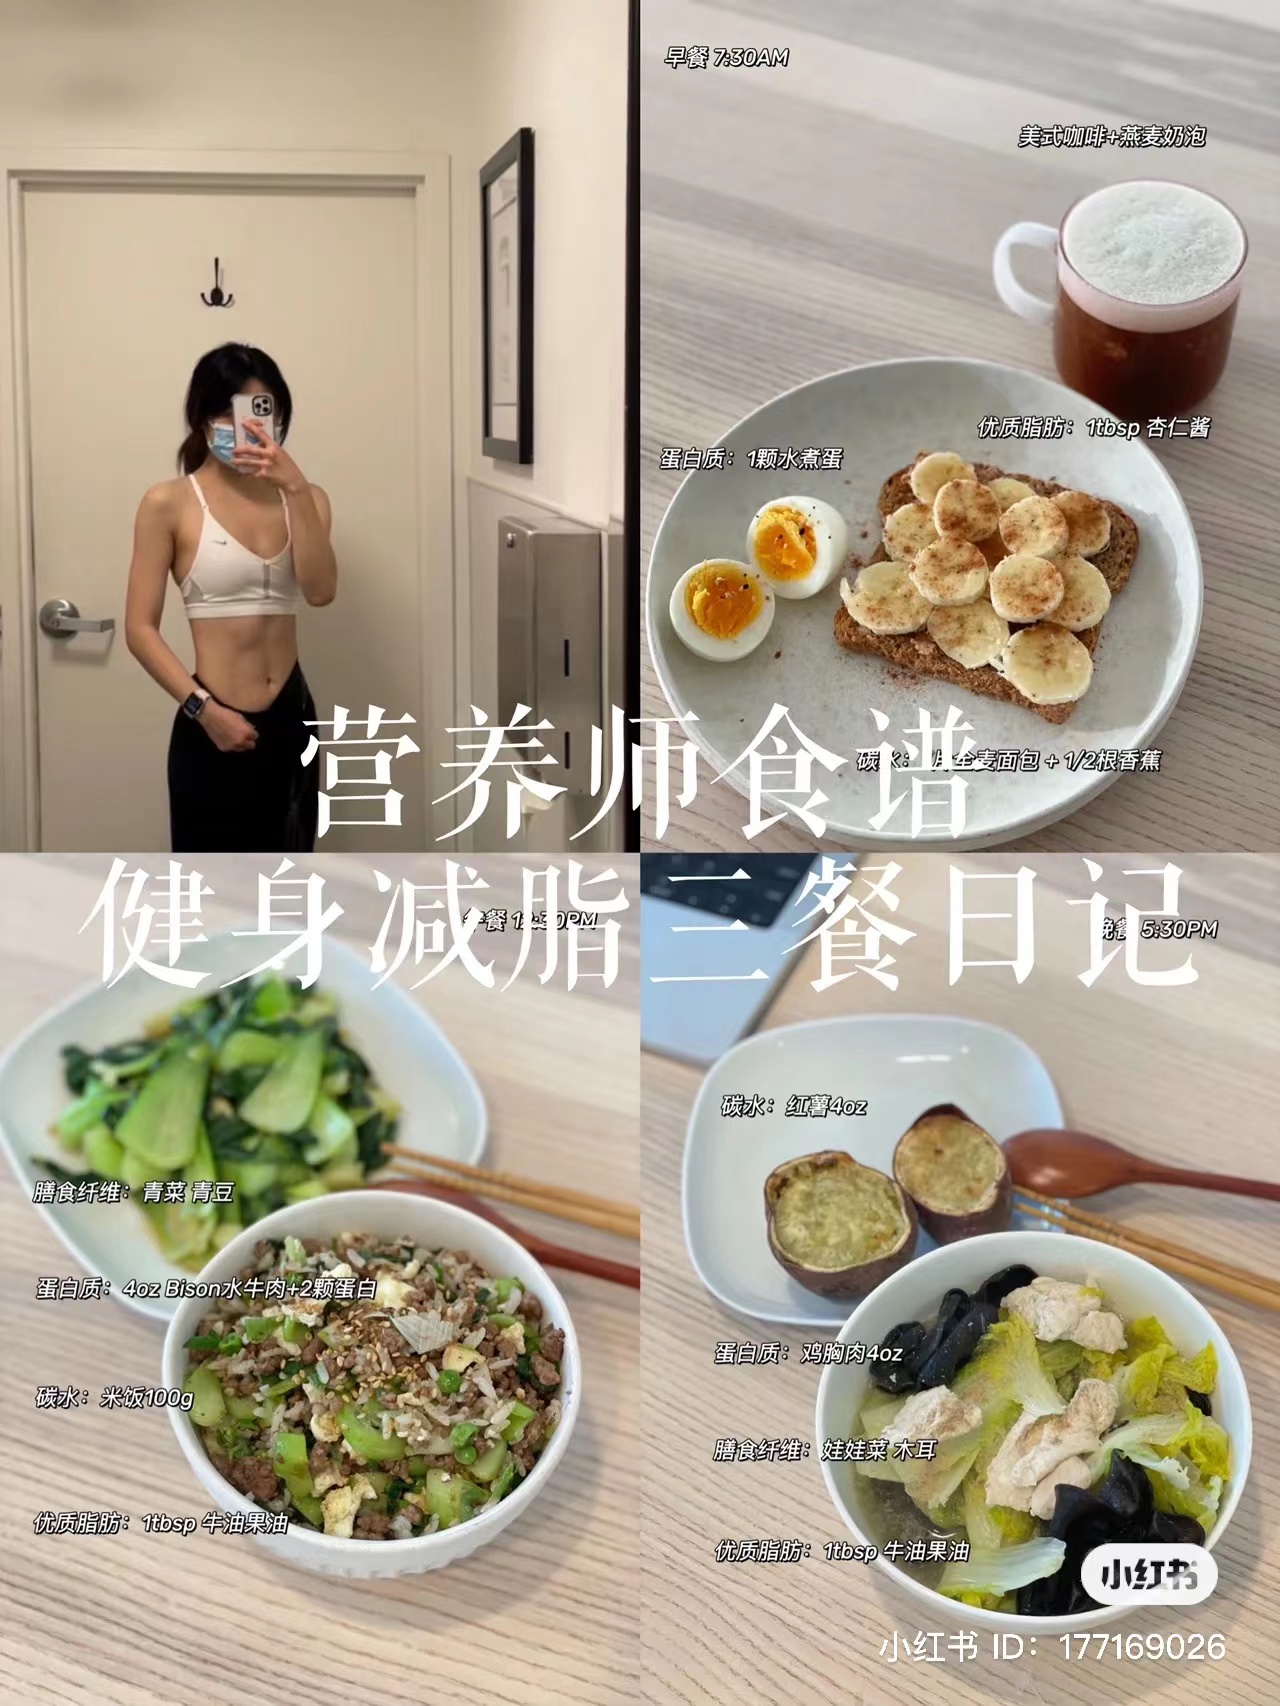 早餐 7:30AM
美式咖啡+燕麦奶泡
优质脂肪：1tbsp 杏仁酱
蛋白质：1颗水煮蛋
碳水：全麦面包 + 1/2根香蕉
营养师食谱
健身减脂三餐日记
午餐 12:30PM
膳食纤维：青菜 青豆
蛋白质：4oz Bison水牛肉+2颗蛋白
碳水：米饭100g
优质脂肪：1tbsp 牛油果油
晚餐 5:30PM
碳水：红薯4oz
蛋白质：鸡胸肉4oz
膳食纤维：娃娃菜 木耳
优质脂肪：1tbsp 牛油果油
小红书
小红书 ID：177169026